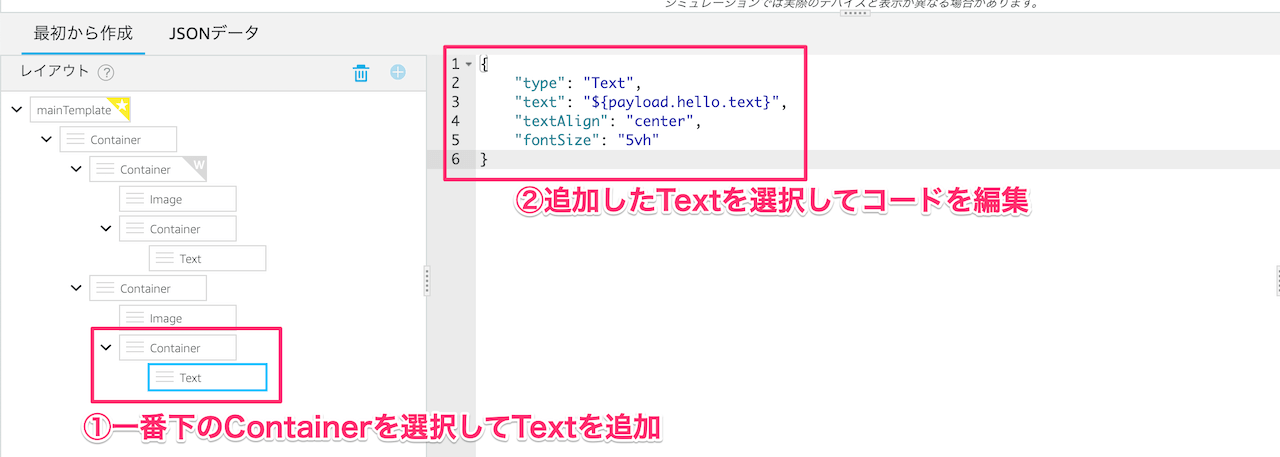 シミュレーションでは実際のデバイスと表示が異なる場合があります。
最初から作成 JSONデータ
レイアウト ?
mainTemplate
Container
Container W
Image
Container
Text
Container
Image
Container
Text
①一番下のContainerを選択してTextを追加
1 {
2 "type": "Text",
3 "text": "${payload.hello.text}",
4 "textAlign": "center",
5 "fontSize": "5vh"
6 }
②追加したTextを選択してコードを編集